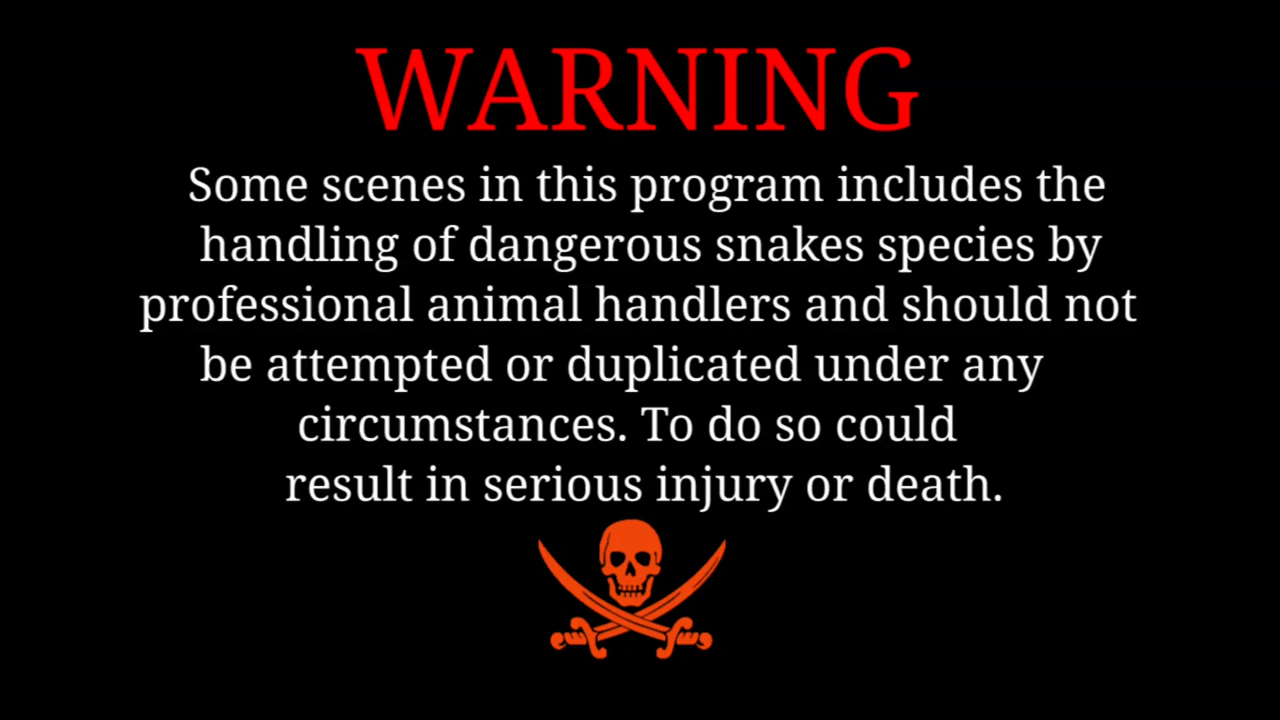 WARNING
Some scenes in this program includes the
handling of dangerous snakes species by
professional animal handlers and should not
be attempted or duplicated under any
circumstances. To do so could
result in serious injury or death.